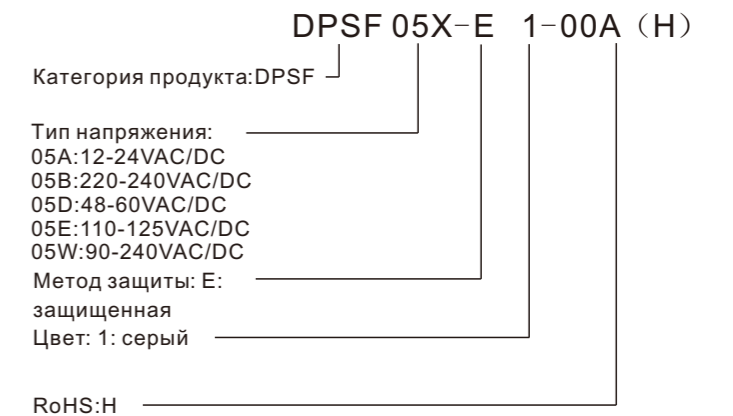 DPSF 05X-E 1-00A（H）
Категория продукта:DPSF
Тип напряжения:
05A:12-24VAC/DC
05B:220-240VAC/DC
05D:48-60VAC/DC
05E:110-125VAC/DC
05W:90-240VAC/DC
Метод защиты: E:
защищенная
Цвет: 1: серый
RoHS:H